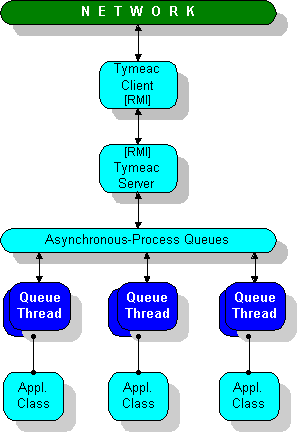 N E T W O R K
Tymeac
Client
[RMI]
[RMI]
Tymeac
Server
Asynchronous-Process Queues
Queue
Thread
Queue
Thread
Queue
Thread
Appl.
Class
Appl.
Class
Appl.
Class